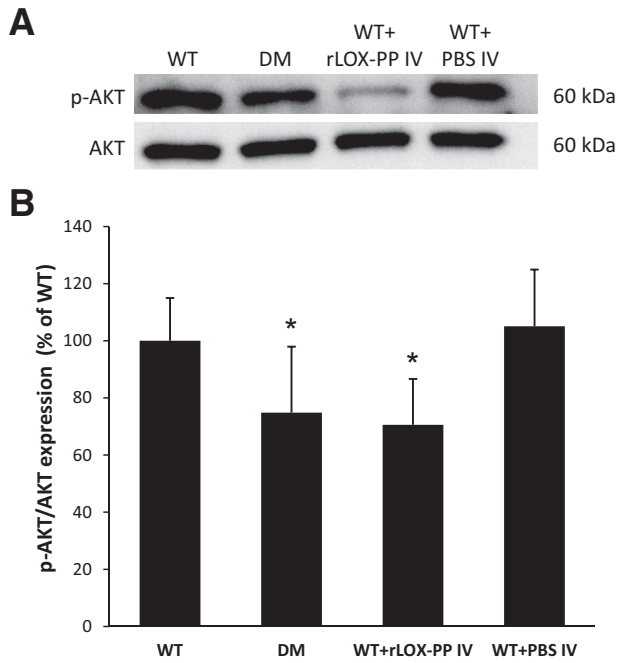 A
WT
DM
WT+
rLOX-PP IV
WT+
PBS IV
p-AKT
60 kDa
AKT
60 kDa
B
p-AKT/AKT expression (% of WT)
140
120
100
80
60
40
20
0
*
*
WT
DM
WT+rLOX-PP IV
WT+PBS IV